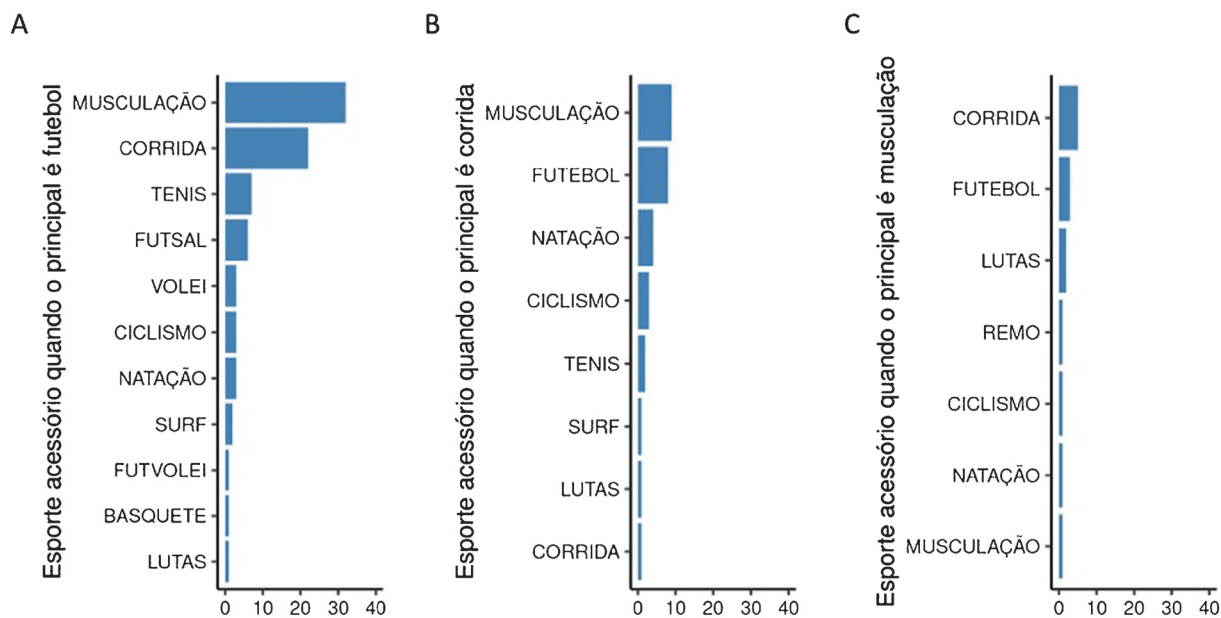 A
Esporte acessório quando o principal é futebol
MUSCULAÇÃO
CORRIDA
TENIS
FUTSAL
VOLEI
CICLISMO
NATAÇÃO
SURF
FUTVOLEI
BASQUETE
LUTAS
0 10 20 30 40
B
Esporte acessório quando o principal é corrida
MUSCULAÇÃO
FUTEBOL
NATAÇÃO
CICLISMO
TENIS
SURF
LUTAS
CORRIDA
0 10 20 30 40
C
Esporte acessório quando o principal é musculação
CORRIDA
FUTEBOL
LUTAS
REMO
CICLISMO
NATAÇÃO
MUSCULAÇÃO
0 10 20 30 40